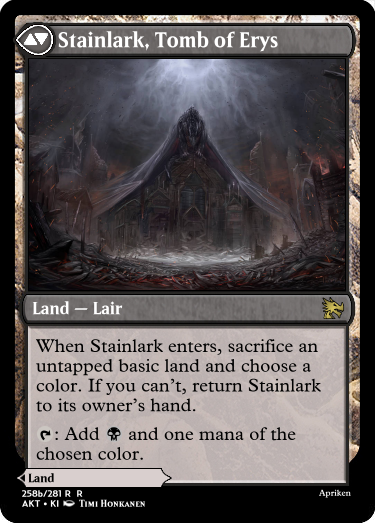 Stainlark, Tomb of Erys
Land — Lair
When Stainlark enters, sacrifice an
untapped basic land and choose a
color. If you can't, return Stainlark
to its owner's hand.
: Add and one mana of the
chosen color.
Land
258b/281 R R
AKT • KI Timi Honkanen
Apriken